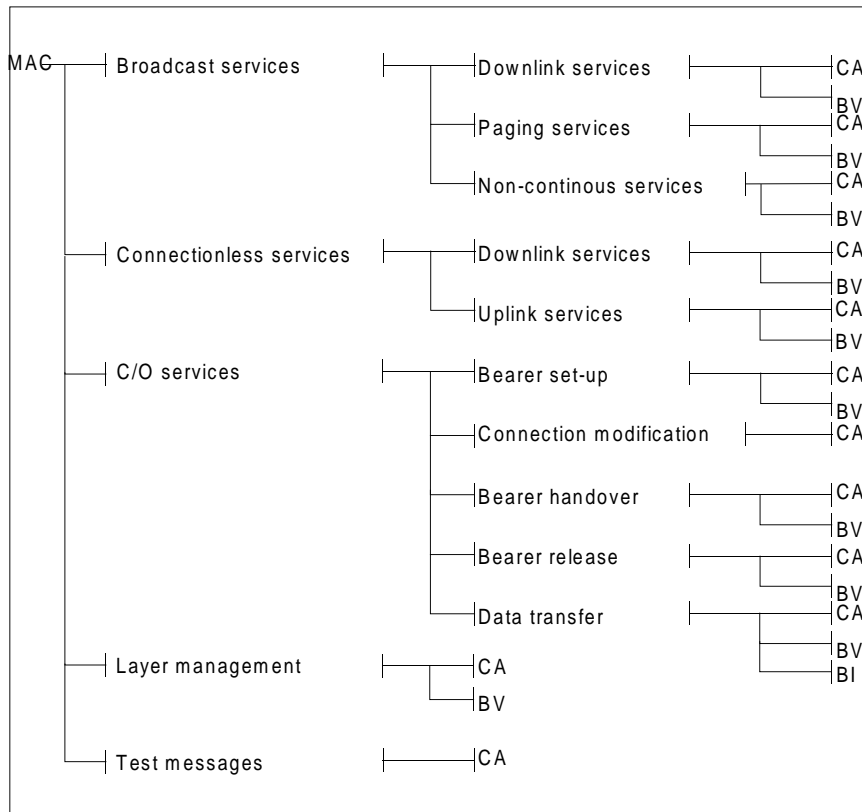 MAC Broadcast services Downlink services CA
BV
Paging services CA
BV
Non-continous services CA
BV
Connectionless services Downlink services CA
BV
Uplink services CA
BV
C/O services Bearer set-up CA
BV
Connection modification CA
Bearer handover CA
BV
Bearer release CA
BV
Data transfer CA
BV
BI
Layer management CA
BV
Test messages CA